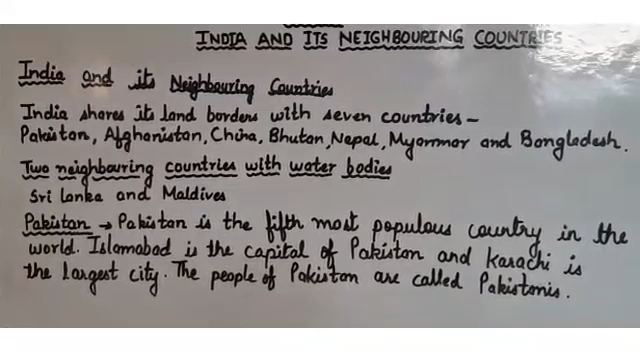 INDIA AND ITS NEIGHBOURING COUNTRIES
India and its Neighbouring Countries
India shares its land borders with seven countries -
Pakistan, Afghanistan, China, Bhutan, Nepal, Myanmar and Bangladesh.
Two neighbouring countries with water bodies
Sri Lanka and Maldives
Pakistan → Pakistan is the fifth most populous country in the
world. Islamabad is the capital of Pakistan and Karachi is
the largest city. The people of Pakistan are called Pakistanis.